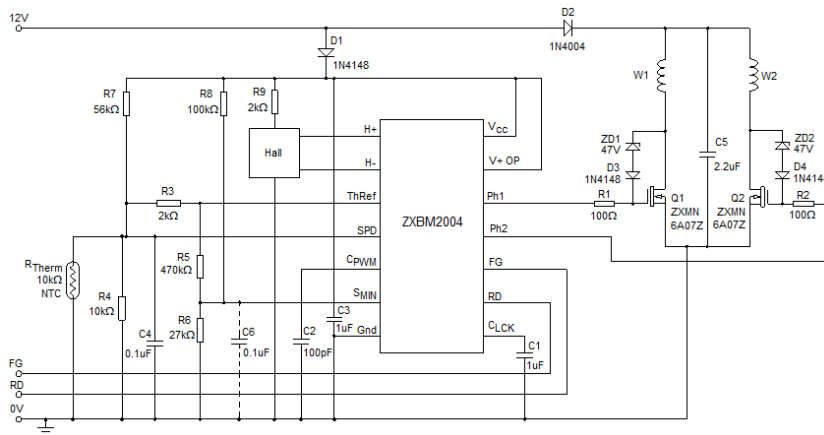 12V
D1
1N4148
D2
1N4004
R7
56kΩ
R8
100kΩ
R9
2kΩ
H+
VCC
W1
W2
Hall
H-
V+ OP
ZD1
47V
D3
1N4148
C5
2.2uF
ZD2
47V
D4
1N4148
R3
2kΩ
ThRef
Ph1
R1
100Ω
Q1
ZXMN
6A07Z
Q2
ZXMN
6A07Z
R2
100Ω
ZXBM2004
SPD
Ph2
RTherm
10kΩ
NTC
R5
470kΩ
CPWM
FG
R4
10kΩ
SMIN
RD
C4
0.1uF
R6
27kΩ
C6
0.1uF
C2
100pF
C3
1uF
Gnd
CLCK
C1
1uF
FG
RD
0V